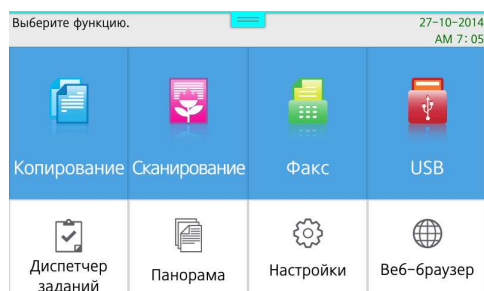 Выберите функцию.
27-10-2014
AM 7:05
Копирование Сканирование Факс USB
Диспетчер
заданий
Панорама
Настройки
Веб-браузер